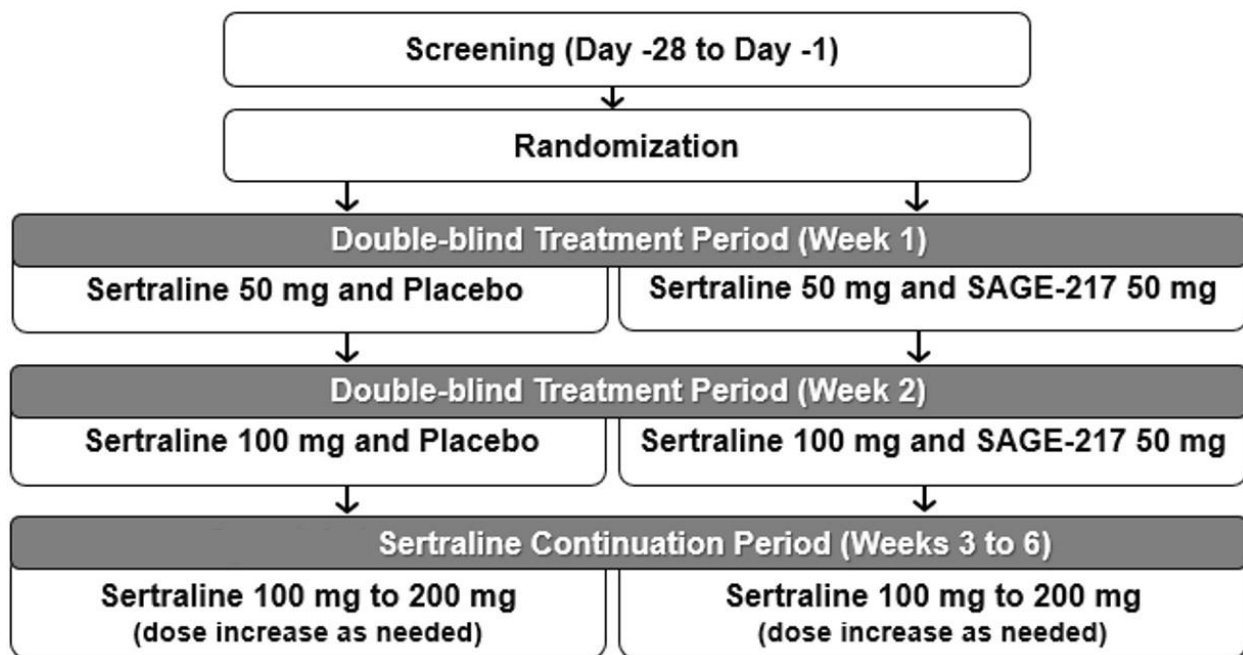 Screening (Day -28 to Day -1)
Randomization
Double-blind Treatment Period (Week 1)
Sertraline 50 mg and Placebo
Sertraline 50 mg and SAGE-217 50 mg
Double-blind Treatment Period (Week 2)
Sertraline 100 mg and Placebo
Sertraline 100 mg and SAGE-217 50 mg
Sertraline Continuation Period (Weeks 3 to 6)
Sertraline 100 mg to 200 mg
(dose increase as needed)
Sertraline 100 mg to 200 mg
(dose increase as needed)